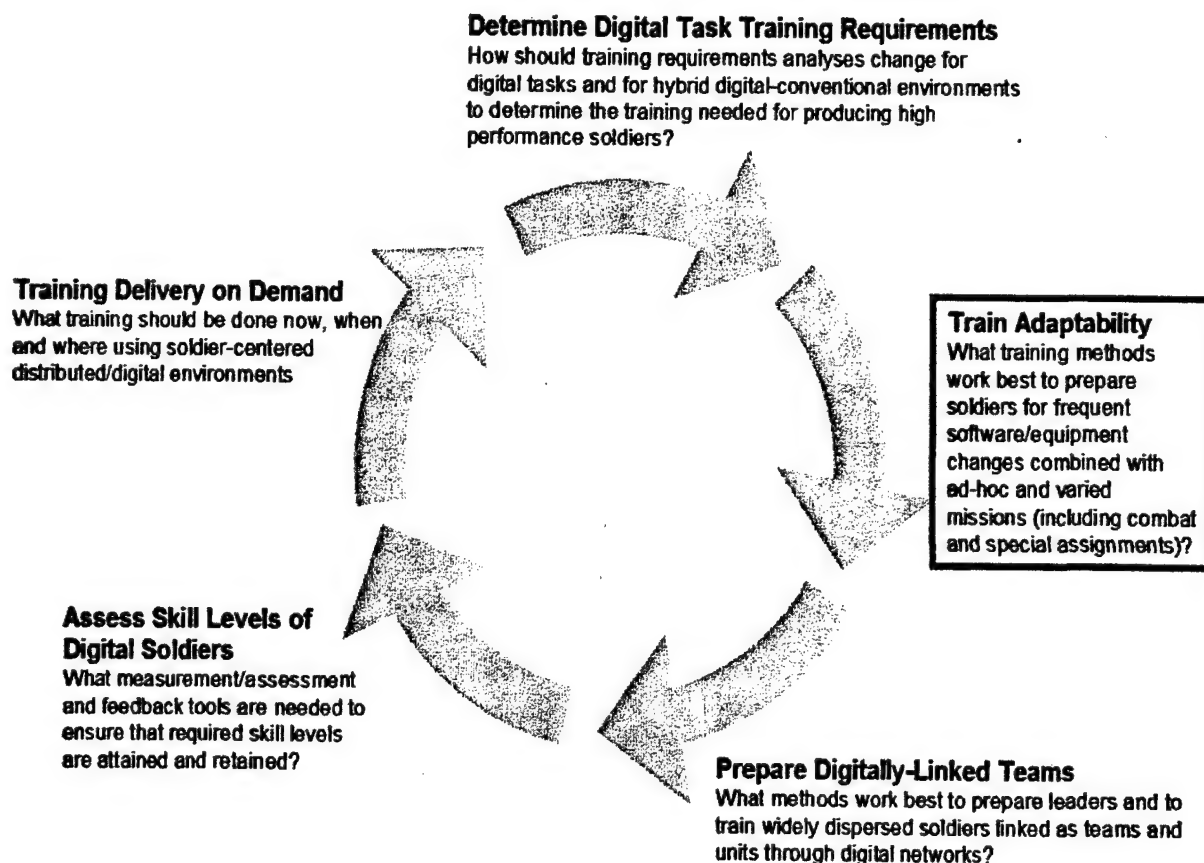 Determine Digital Task Training Requirements
How should training requirements analyses change for
digital tasks and for hybrid digital-conventional environments
to determine the training needed for producing high
performance soldiers?
Training Delivery on Demand
What training should be done now, when
and where using soldier-centered
distributed/digital environments
Train Adaptability
What training methods
work best to prepare
soldiers for frequent
software/equipment
changes combined with
ad-hoc and varied
missions (including combat
and special assignments)?
Assess Skill Levels of
Digital Soldiers
What measurement/assessment
and feedback tools are needed to
ensure that required skill levels
are attained and retained?
Prepare Digitally-Linked Teams
What methods work best to prepare leaders and to
train widely dispersed soldiers linked as teams and
units through digital networks?